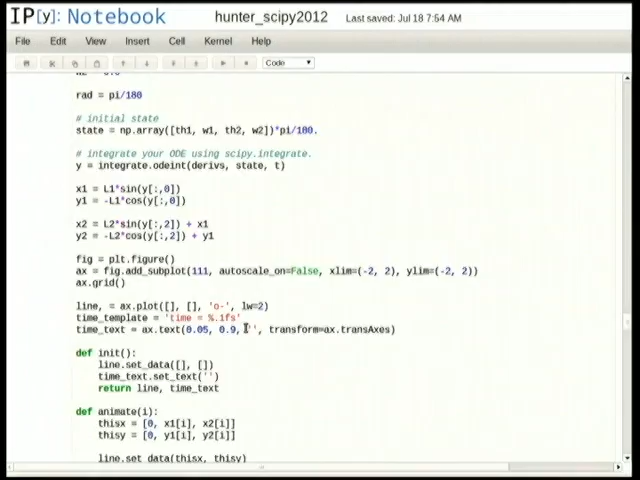 IP[y]: Notebook hunter_scipy2012 Last saved: Jul 18 7:54 AM
File Edit View Insert Cell Kernel Help
Code
rad = pi/180
# initial state
state = np.array([th1, w1, th2, w2])*pi/180.
# integrate your ODE using scipy.integrate.
y = integrate.odeint(derivs, state, t)
x1 = L1*sin(y[:,0])
y1 = -L1*cos(y[:,0])
x2 = L2*sin(y[:,2]) + x1
y2 = -L2*cos(y[:,2]) + y1
fig = plt.figure()
ax = fig.add_subplot(111, autoscale_on=False, xlim=(-2, 2), ylim=(-2, 2))
ax.grid()
line, = ax.plot([], [], 'o-', lw=2)
time_template = 'time = %.1fs'
time_text = ax.text(0.05, 0.9, '', transform=ax.transAxes)
def init():
line.set_data([], [])
time_text.set_text('')
return line, time_text
def animate(i):
thisx = [0, x1[i], x2[i]]
thisy = [0, y1[i], y2[i]]
line.set_data(thisx, thisy)